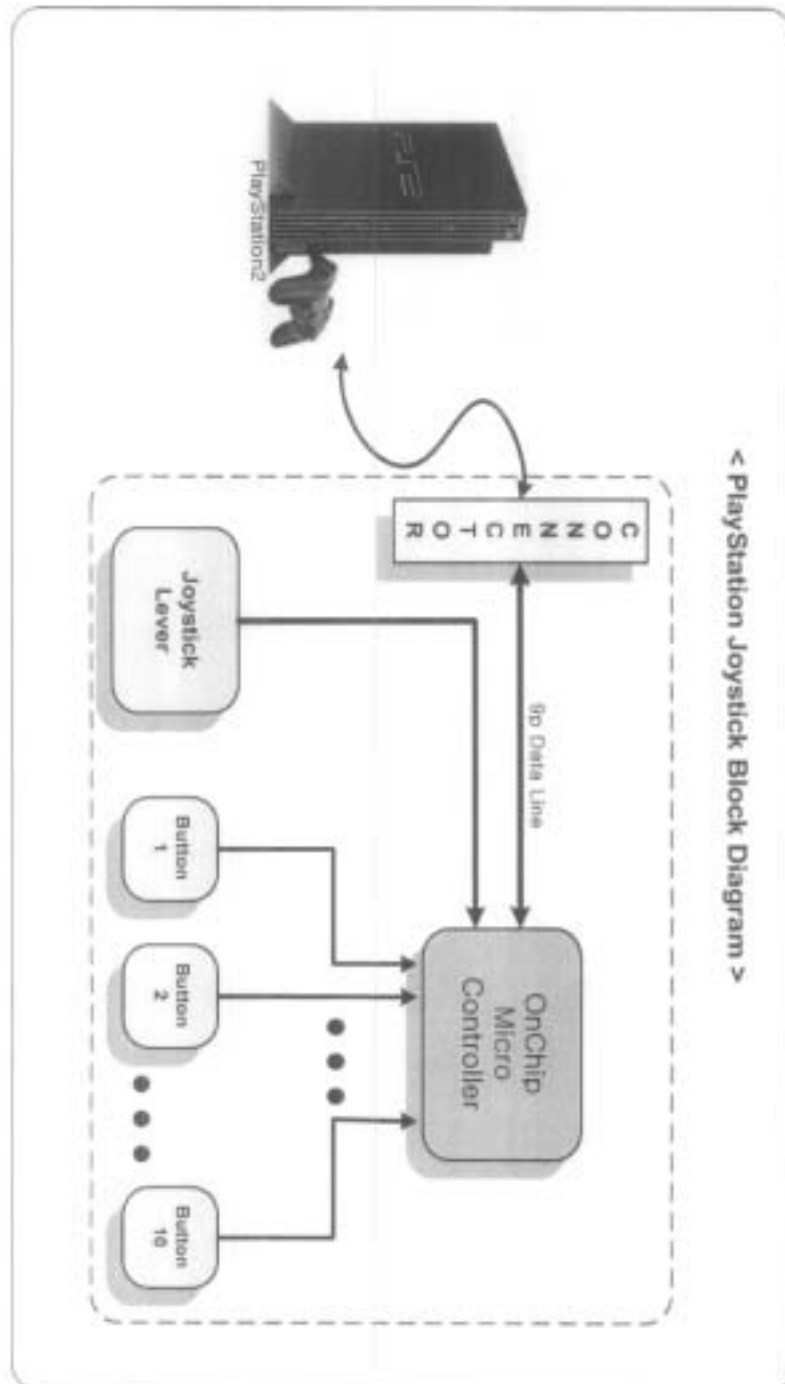 < PlayStation Joystick Block Diagram >
PS2
PlayStation2
CONNECTOR
9p Data Line
OnChip
Micro
Controller
Joystick
Lever
Button
1
Button
2
Button
10